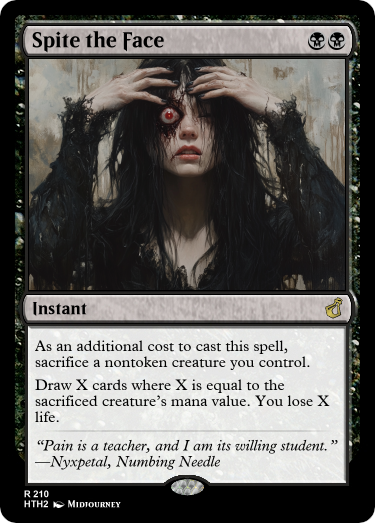 Spite the Face
Instant
As an additional cost to cast this spell,
sacrifice a nontoken creature you control.
Draw X cards where X is equal to the
sacrificed creature's mana value. You lose X
life.
“Pain is a teacher, and I am its willing student.”
—Nyxpetal, Numbing Needle
R 210
HTH2 Midjourney